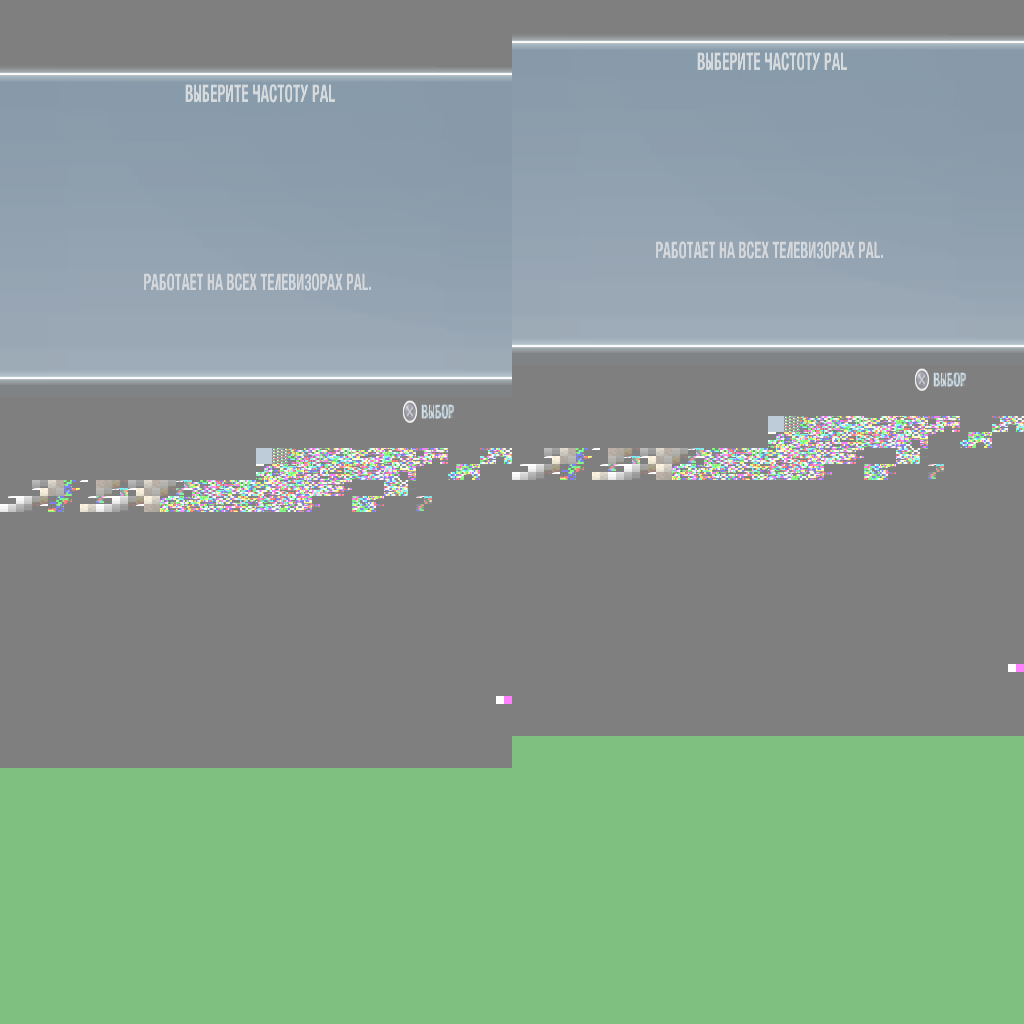 ВЫБЕРИТЕ ЧАСТОТУ PAL
РАБОТАЕТ НА ВСЕХ ТЕЛЕВИЗОРАХ PAL.
ВЫБОР
ВЫБЕРИТЕ ЧАСТОТУ PAL
РАБОТАЕТ НА ВСЕХ ТЕЛЕВИЗОРАХ PAL.
ВЫБОР